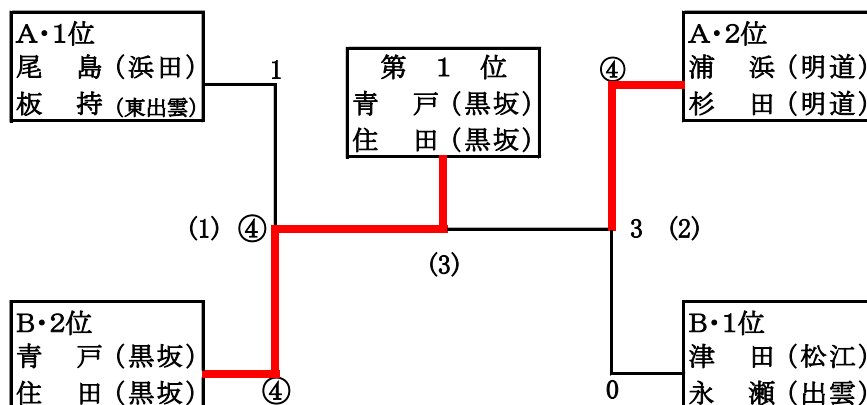 A・1位
尾 島 (浜田)
板 持 (東出雲)
1
第 1 位
青 戸 (黒坂)
住 田 (黒坂)
④
A・2位
浦 浜 (明道)
杉 田 (明道)
(1) ④
(3)
3 (2)
B・2位
青 戸 (黒坂)
住 田 (黒坂)
④
0
B・1位
津 田 (松江)
永 瀬 (出雲)